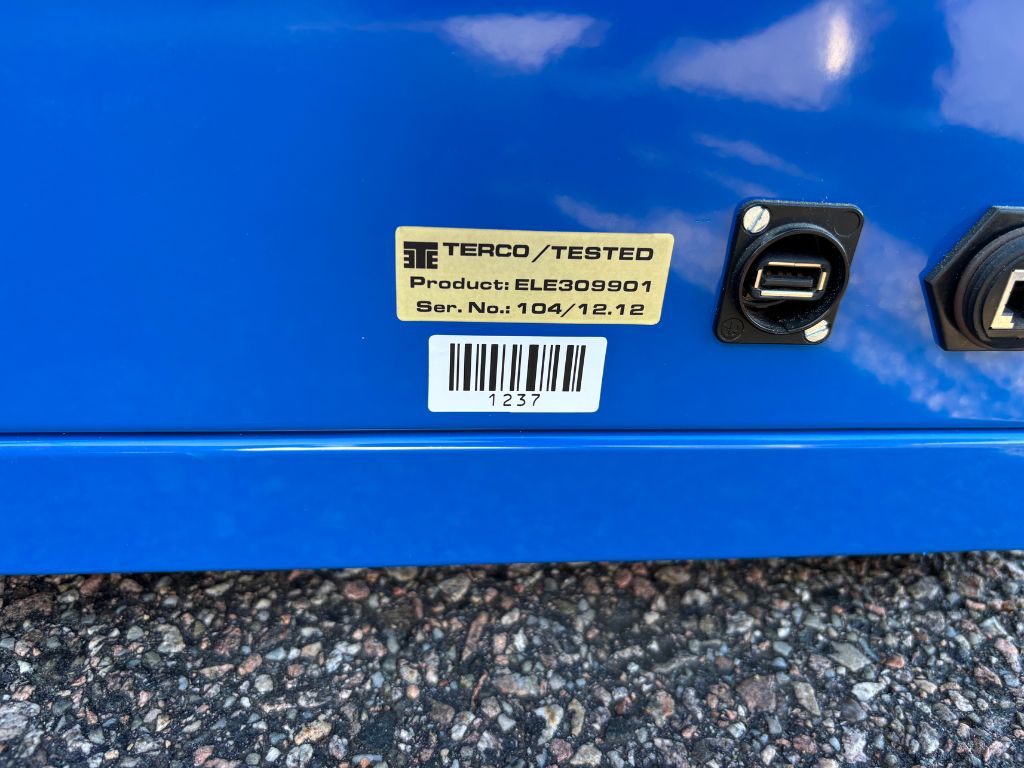 TERCO/TESTED
Product: ELE309901
Ser. No.: 104/12.12
1237